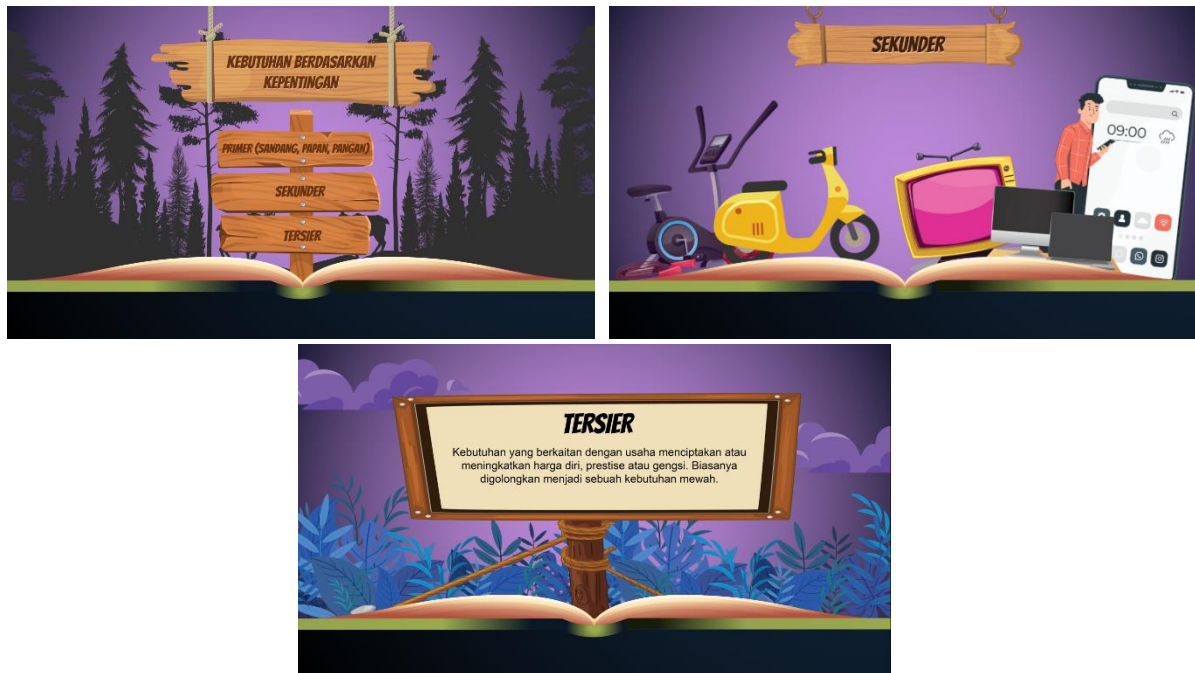 KEBUTUHAN BERDASARKAN
KEPENTINGAN
PRIMER (SANDANG, PAPAN, PANGAN)
SEKUNDER
TERSIER
SEKUNDER
09:00
TERSIER
Kebutuhan yang berkaitan dengan usaha menciptakan atau
meningkatkan harga diri, prestise atau gengsi. Biasanya
digolongkan menjadi sebuah kebutuhan mewah.